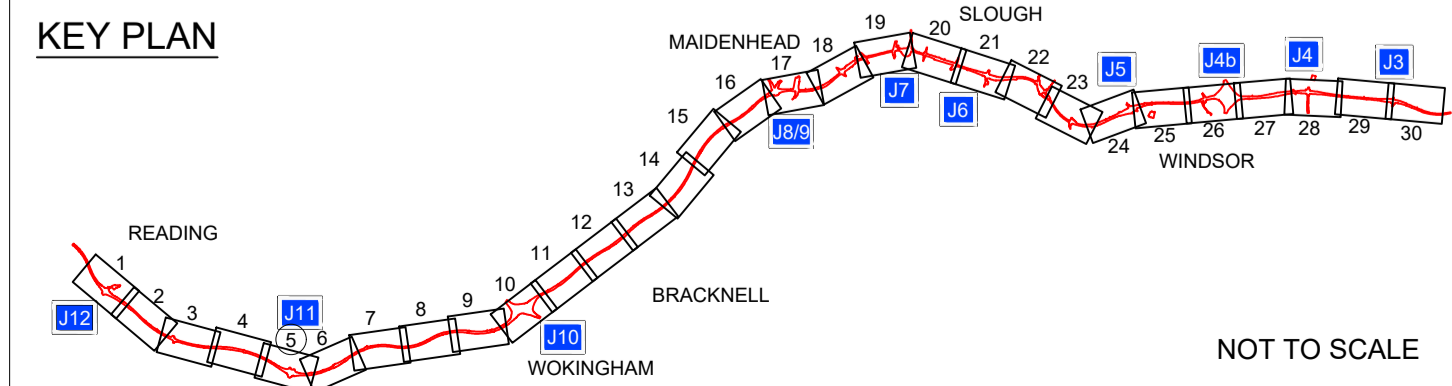 KEY PLAN
READING
MAIDENHEAD
SLOUGH
WINDSOR
BRACKNELL
WOKINGHAM
1
2
3
4
5
6
7
8
9
10
11
12
13
14
15
16
17
18
19
20
21
22
23
24
25
26
27
28
29
30
J12
J11
J10
J8/9
J7
J6
J5
J4b
J4
J3
NOT TO SCALE